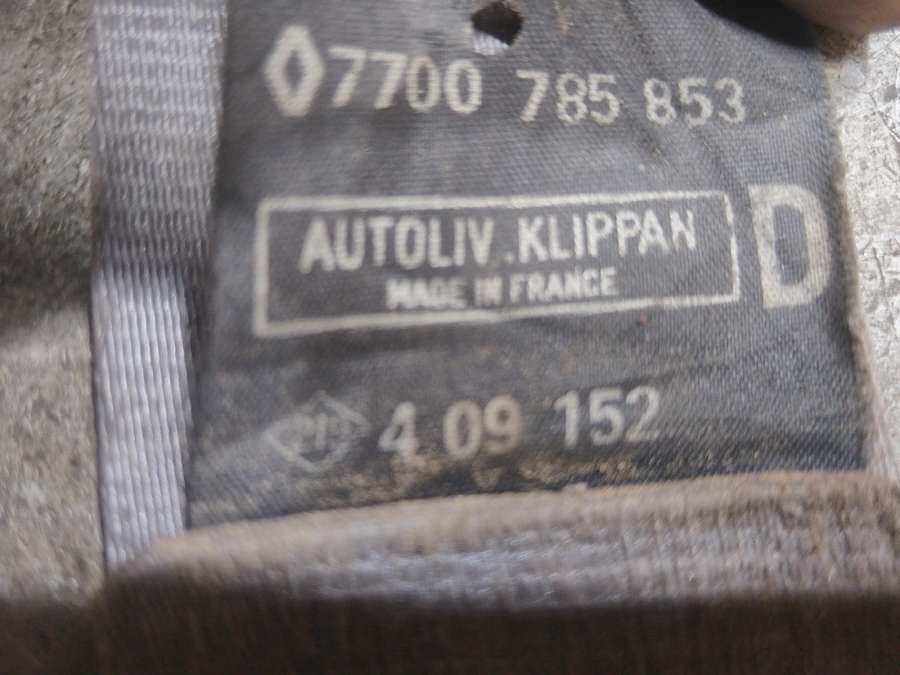 7700 785 853
AUTOLIV.KLIPPAN
MADE IN FRANCE
D
4 09 152